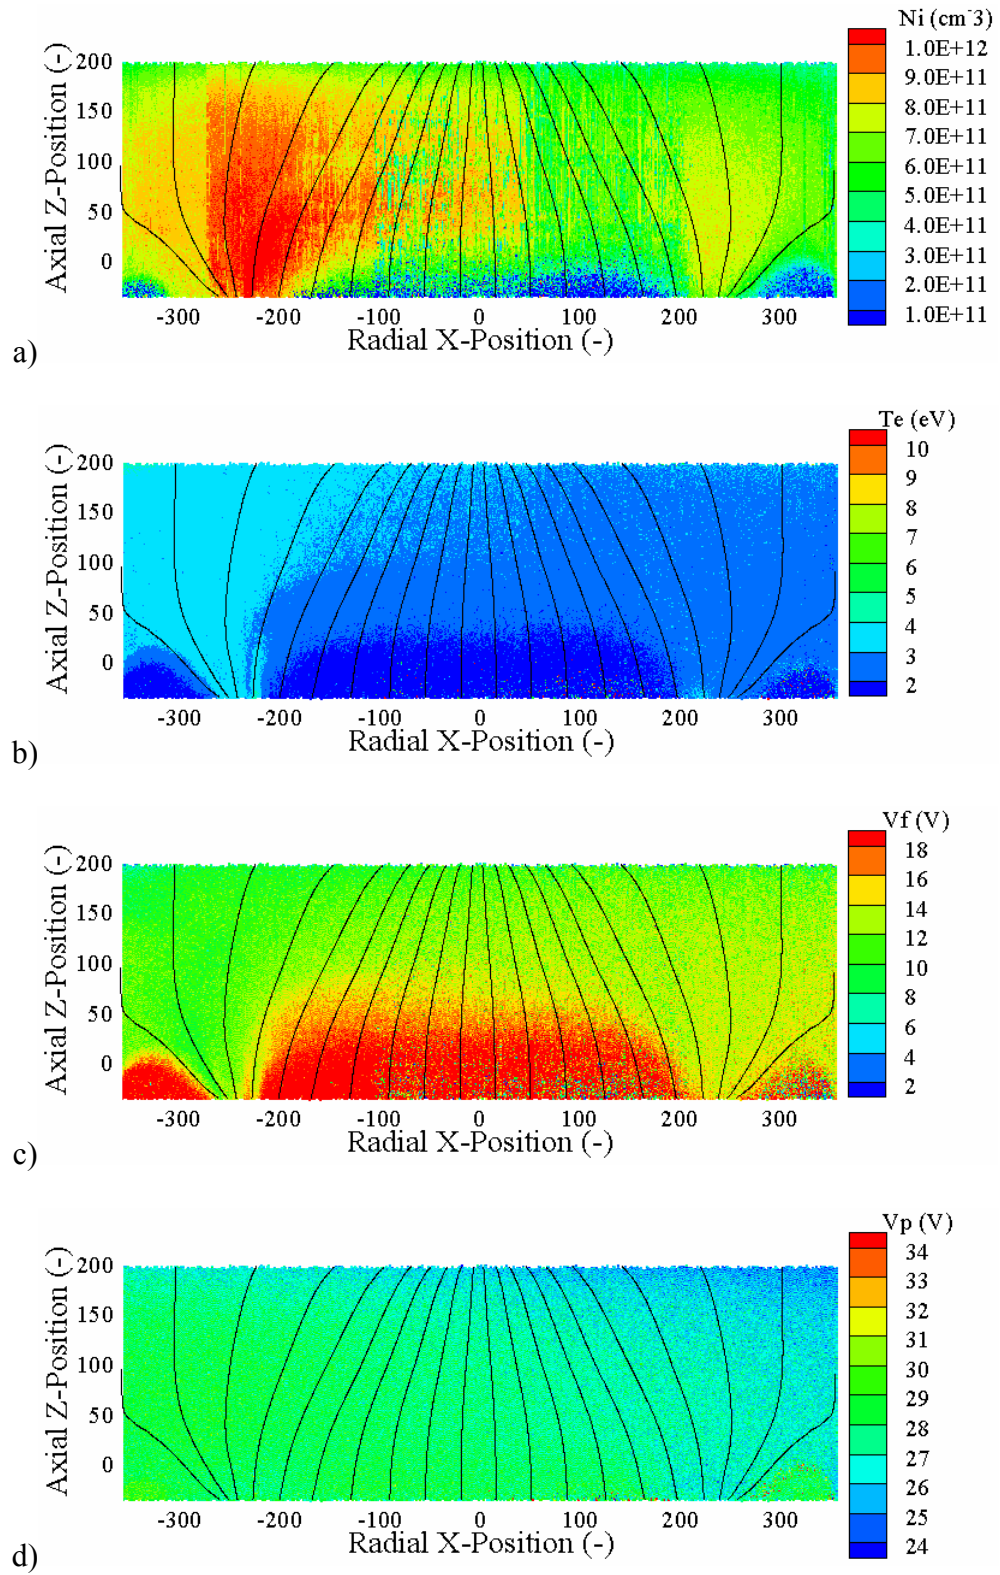 Ni (cm-3)
1.0E+12
9.0E+11
8.0E+11
7.0E+11
6.0E+11
5.0E+11
4.0E+11
3.0E+11
2.0E+11
1.0E+11
Axial Z-Position (-)
200
150
100
50
0
-300 -200 -100 0 100 200 300
Radial X-Position (-)
a)
Te (eV)
10
9
8
7
6
5
4
3
2
Axial Z-Position (-)
200
150
100
50
0
-300 -200 -100 0 100 200 300
Radial X-Position (-)
b)
Vf (V)
18
16
14
12
10
8
6
4
2
Axial Z-Position (-)
200
150
100
50
0
-300 -200 -100 0 100 200 300
Radial X-Position (-)
c)
Vp (V)
34
33
32
31
30
29
28
27
26
25
24
Axial Z-Position (-)
200
150
100
50
0
-300 -200 -100 0 100 200 300
Radial X-Position (-)
d)